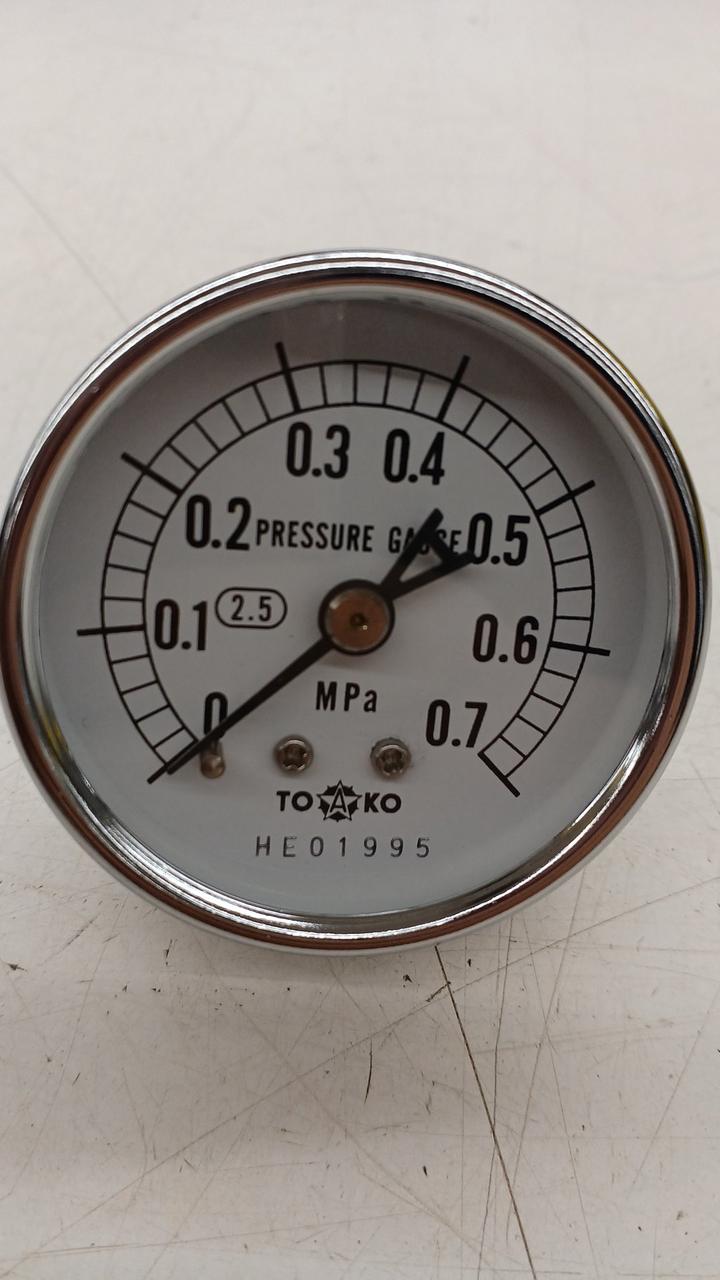 0.3 0.4
0.2 PRESSURE GAUGE 0.5
0.1 2.5 0.6
0 MPa 0.7
TOAKO
HE01995